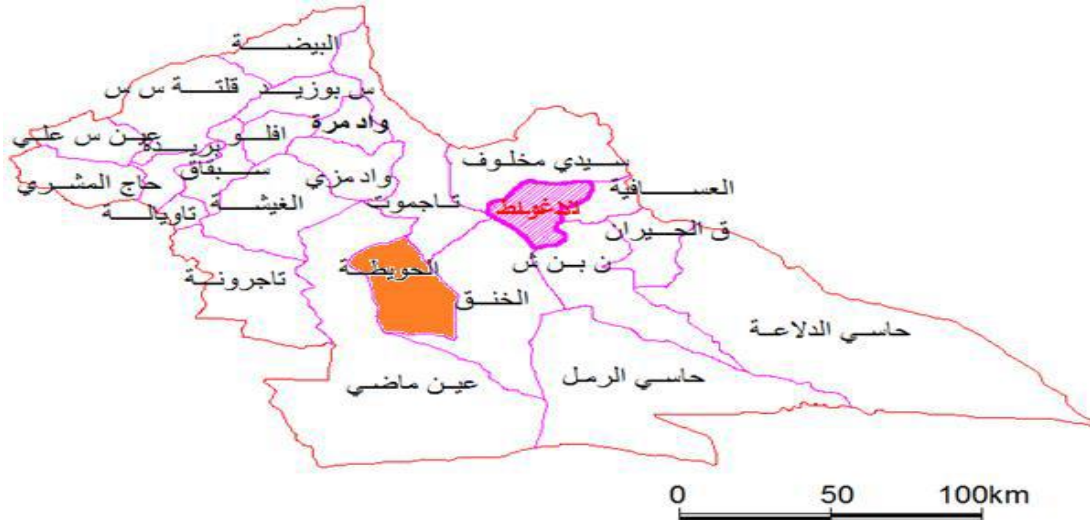 البيضة
قلتة س س
س بوزيد
عين س علي
بريدة
افلو
واد مرة
سيدي مخلوف
حاج المشري
سبقاق
واد مزي
العسافية
تاويالة
الغيشة
تاجموت
الاغواط
ق الحيران
تاجرونة
الحويطة
ن بن ش
الخنق
حاسي الدلاعة
عين ماضي
حاسي الرمل
0 50 100km